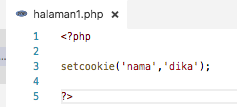 halaman1.php
1 <?php
2
3 setcookie('nama','dika');
4
5 ?>